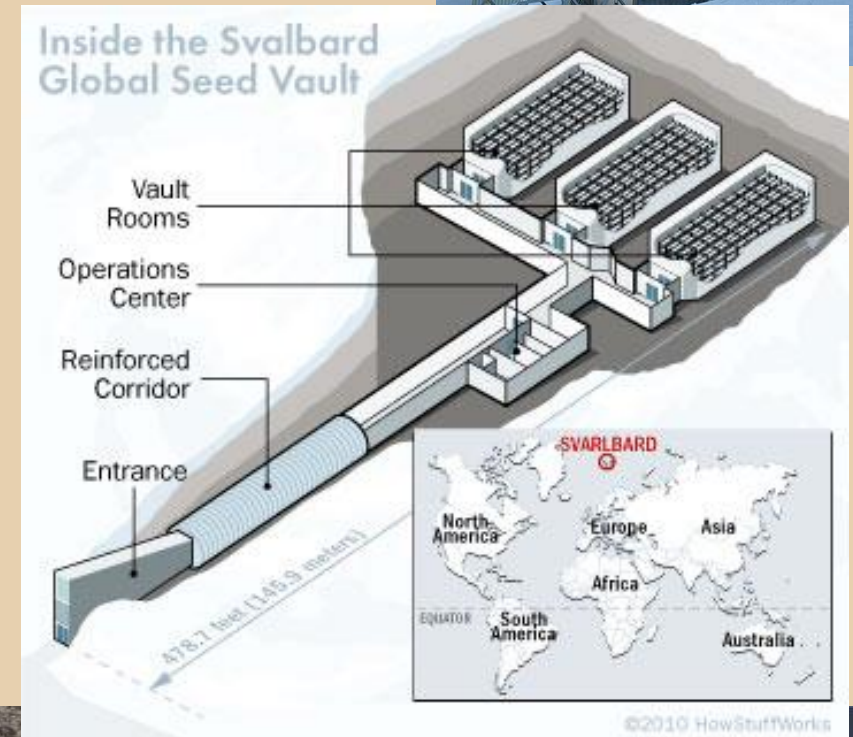 Inside the Svalbard
Global Seed Vault
Vault
Rooms
Operations
Center
Reinforced
Corridor
Entrance
478.7 feet (145.9 meters)
SVARLBARD
North
America
Europe
Asia
Africa
EQUATOR
South
America
Australia
©2010 HowStuffWorks